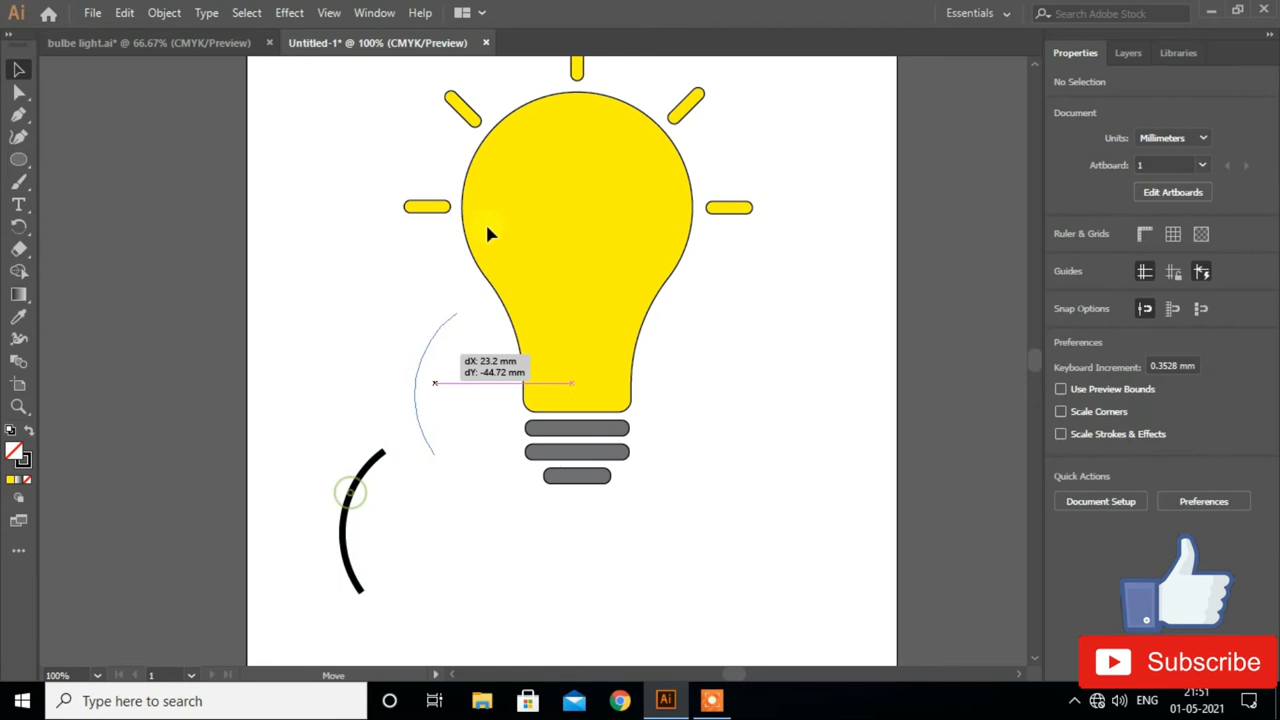 Ai File Edit Object Type Select Effect View Window Help Essentials Search Adobe Stock
bulbe light.ai* @ 66.67% (CMYK/Preview) Untitled-1* @ 100% (CMYK/Preview)
Properties Layers Libraries
No Selection
Document
Units: Millimeters
Artboard: 1
Edit Artboards
Ruler & Grids
Guides
Snap Options
Preferences
Keyboard Increment: 0.3528 mm
Use Preview Bounds
Scale Corners
Scale Strokes & Effects
Quick Actions
Document Setup Preferences
dX: 23.2 mm
dY: -44.72 mm
Subscribe
100% 1 Move
Type here to search
Ai
ENG
21:51
01-05-2021